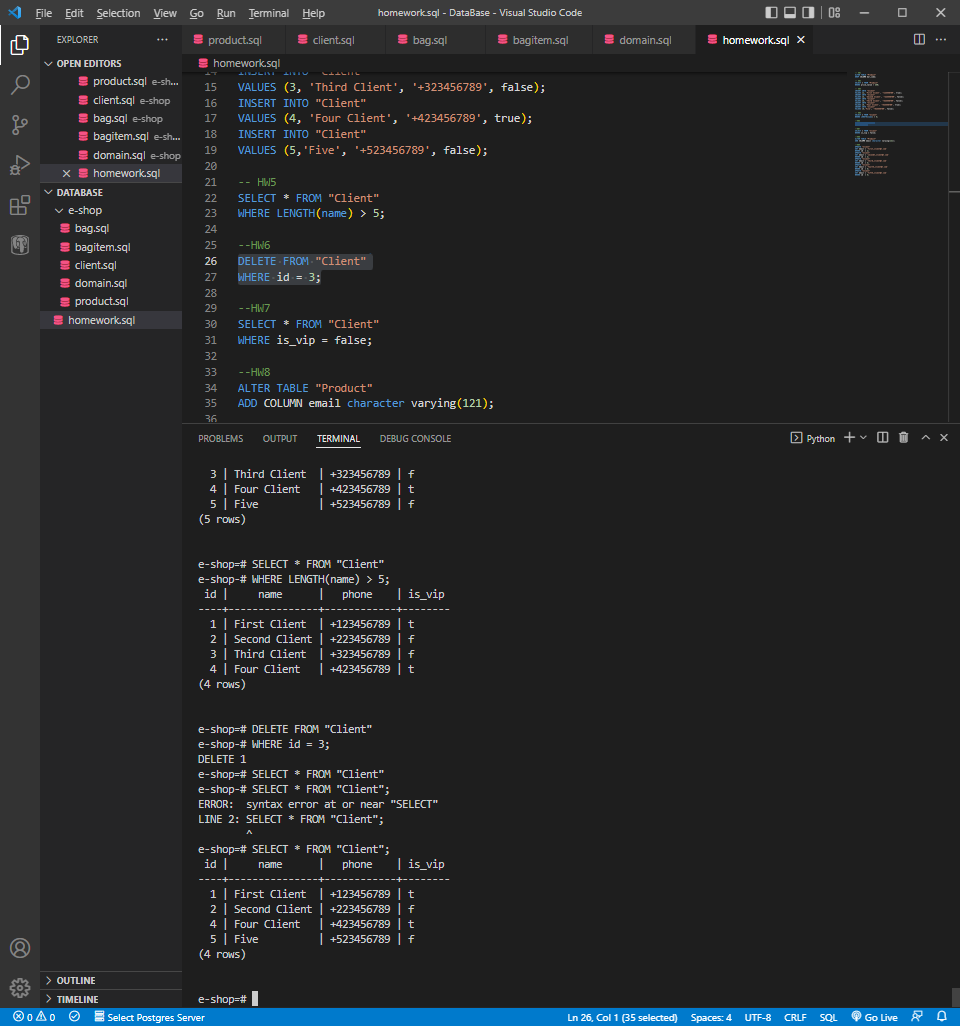 File Edit Selection View Go Run Terminal Help homework.sql - DataBase - Visual Studio Code
EXPLORER ...
product.sql client.sql bag.sql bagitem.sql domain.sql homework.sql
OPEN EDITORS
product.sql e-sh...
client.sql e-shop
bag.sql e-shop
bagitem.sql e-s...
domain.sql e-shop
homework.sql
DATABASE
e-shop
bag.sql
bagitem.sql
client.sql
domain.sql
product.sql
homework.sql
OUTLINE
TIMELINE
homework.sql
14 INSERT INTO "Client"
15 VALUES (3, 'Third Client', '+323456789', false);
16 INSERT INTO "Client"
17 VALUES (4, 'Four Client', '+423456789', true);
18 INSERT INTO "Client"
19 VALUES (5,'Five', '+523456789', false);
20
21 -- HW5
22 SELECT * FROM "Client"
23 WHERE LENGTH(name) > 5;
24
25 --HW6
26 DELETE FROM "Client"
27 WHERE id = 3;
28
29 --HW7
30 SELECT * FROM "Client"
31 WHERE is_vip = false;
32
33 --HW8
34 ALTER TABLE "Product"
35 ADD COLUMN email character varying(121);
36
PROBLEMS OUTPUT TERMINAL DEBUG CONSOLE Python
3 | Third Client | +323456789 | f
4 | Four Client | +423456789 | t
5 | Five | +523456789 | f
(5 rows)
e-shop=# SELECT * FROM "Client"
e-shop-# WHERE LENGTH(name) > 5;
id | name | phone | is_vip
----+---------------+------------+--------
1 | First Client | +123456789 | t
2 | Second Client | +223456789 | f
3 | Third Client | +323456789 | f
4 | Four Client | +423456789 | t
(4 rows)
e-shop=# DELETE FROM "Client"
e-shop-# WHERE id = 3;
DELETE 1
e-shop=# SELECT * FROM "Client"
e-shop-# SELECT * FROM "Client";
ERROR: syntax error at or near "SELECT"
LINE 2: SELECT * FROM "Client";
^
e-shop=# SELECT * FROM "Client";
id | name | phone | is_vip
----+---------------+------------+--------
1 | First Client | +123456789 | t
2 | Second Client | +223456789 | f
4 | Four Client | +423456789 | t
5 | Five | +523456789 | f
(4 rows)
e-shop=#
0 0 Select Postgres Server Ln 26, Col 1 (35 selected) Spaces: 4 UTF-8 CRLF SQL Go Live